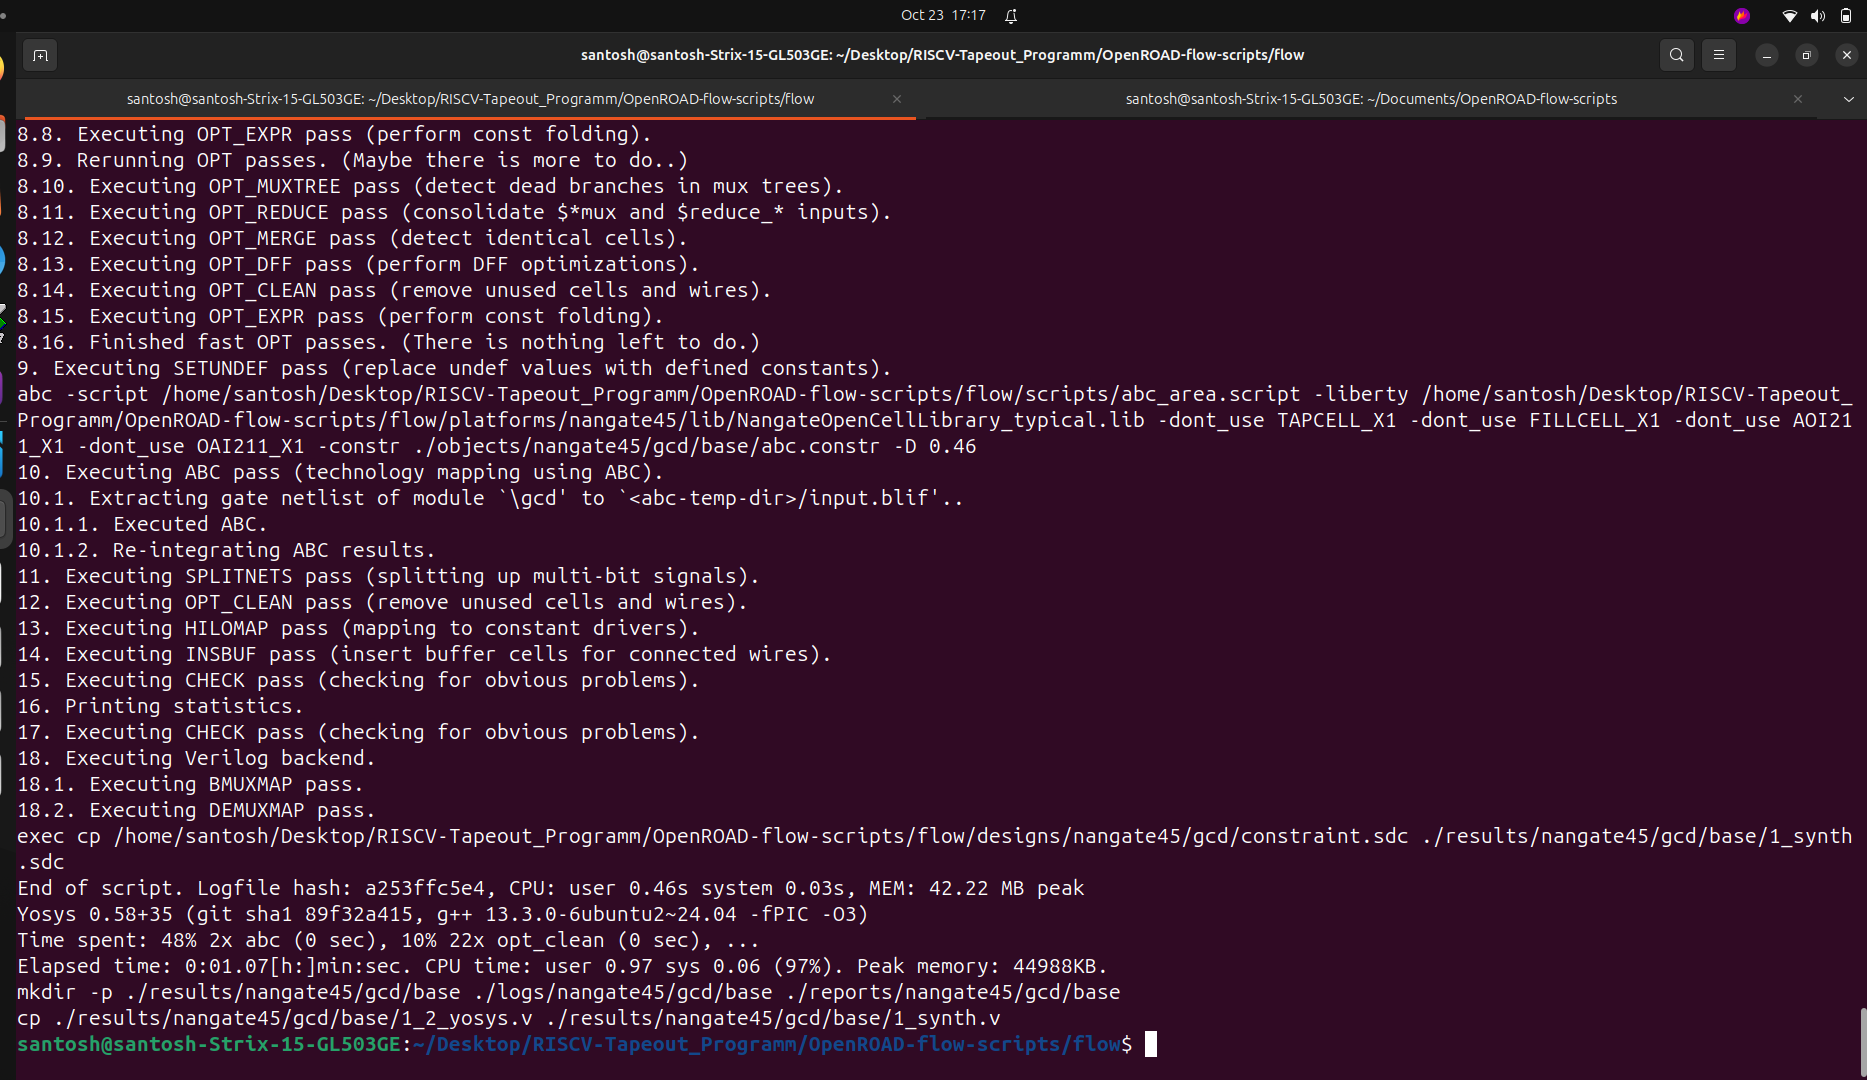 Oct 23 17:17
santosh@santosh-Strix-15-GL503GE: ~/Desktop/RISCV-Tapeout_Programm/OpenROAD-flow-scripts/flow
santosh@santosh-Strix-15-GL503GE: ~/Desktop/RISCV-Tapeout_Programm/OpenROAD-flow-scripts/flow
santosh@santosh-Strix-15-GL503GE: ~/Documents/OpenROAD-flow-scripts
8.8. Executing OPT_EXPR pass (perform const folding).
8.9. Rerunning OPT passes. (Maybe there is more to do..)
8.10. Executing OPT_MUXTREE pass (detect dead branches in mux trees).
8.11. Executing OPT_REDUCE pass (consolidate $*mux and $reduce_* inputs).
8.12. Executing OPT_MERGE pass (detect identical cells).
8.13. Executing OPT_DFF pass (perform DFF optimizations).
8.14. Executing OPT_CLEAN pass (remove unused cells and wires).
8.15. Executing OPT_EXPR pass (perform const folding).
8.16. Finished fast OPT passes. (There is nothing left to do.)
9. Executing SETUNDEF pass (replace undef values with defined constants).
abc -script /home/santosh/Desktop/RISCV-Tapeout_Programm/OpenROAD-flow-scripts/flow/scripts/abc_area.script -liberty /home/santosh/Desktop/RISCV-Tapeout_
Programm/OpenROAD-flow-scripts/flow/platforms/nangate45/lib/NangateOpenCellLibrary_typical.lib -dont_use TAPCELL_X1 -dont_use FILLCELL_X1 -dont_use AOI21
1_X1 -dont_use OAI211_X1 -constr ./objects/nangate45/gcd/base/abc.constr -D 0.46
10. Executing ABC pass (technology mapping using ABC).
10.1. Extracting gate netlist of module `\gcd' to `<abc-temp-dir>/input.blif'..
10.1.1. Executed ABC.
10.1.2. Re-integrating ABC results.
11. Executing SPLITNETS pass (splitting up multi-bit signals).
12. Executing OPT_CLEAN pass (remove unused cells and wires).
13. Executing HILOMAP pass (mapping to constant drivers).
14. Executing INSBUF pass (insert buffer cells for connected wires).
15. Executing CHECK pass (checking for obvious problems).
16. Printing statistics.
17. Executing CHECK pass (checking for obvious problems).
18. Executing Verilog backend.
18.1. Executing BMUXMAP pass.
18.2. Executing DEMUXMAP pass.
exec cp /home/santosh/Desktop/RISCV-Tapeout_Programm/OpenROAD-flow-scripts/flow/designs/nangate45/gcd/constraint.sdc ./results/nangate45/gcd/base/1_synth
.sdc
End of script. Logfile hash: a253ffc5e4, CPU: user 0.46s system 0.03s, MEM: 42.22 MB peak
Yosys 0.58+35 (git sha1 89f32a415, g++ 13.3.0-6ubuntu2~24.04 -fPIC -O3)
Time spent: 48% 2x abc (0 sec), 10% 22x opt_clean (0 sec), ...
Elapsed time: 0:01.07[h:]min:sec. CPU time: user 0.97 sys 0.06 (97%). Peak memory: 44988KB.
mkdir -p ./results/nangate45/gcd/base ./logs/nangate45/gcd/base ./reports/nangate45/gcd/base
cp ./results/nangate45/gcd/base/1_2_yosys.v ./results/nangate45/gcd/base/1_synth.v
santosh@santosh-Strix-15-GL503GE:~/Desktop/RISCV-Tapeout_Programm/OpenROAD-flow-scripts/flow$